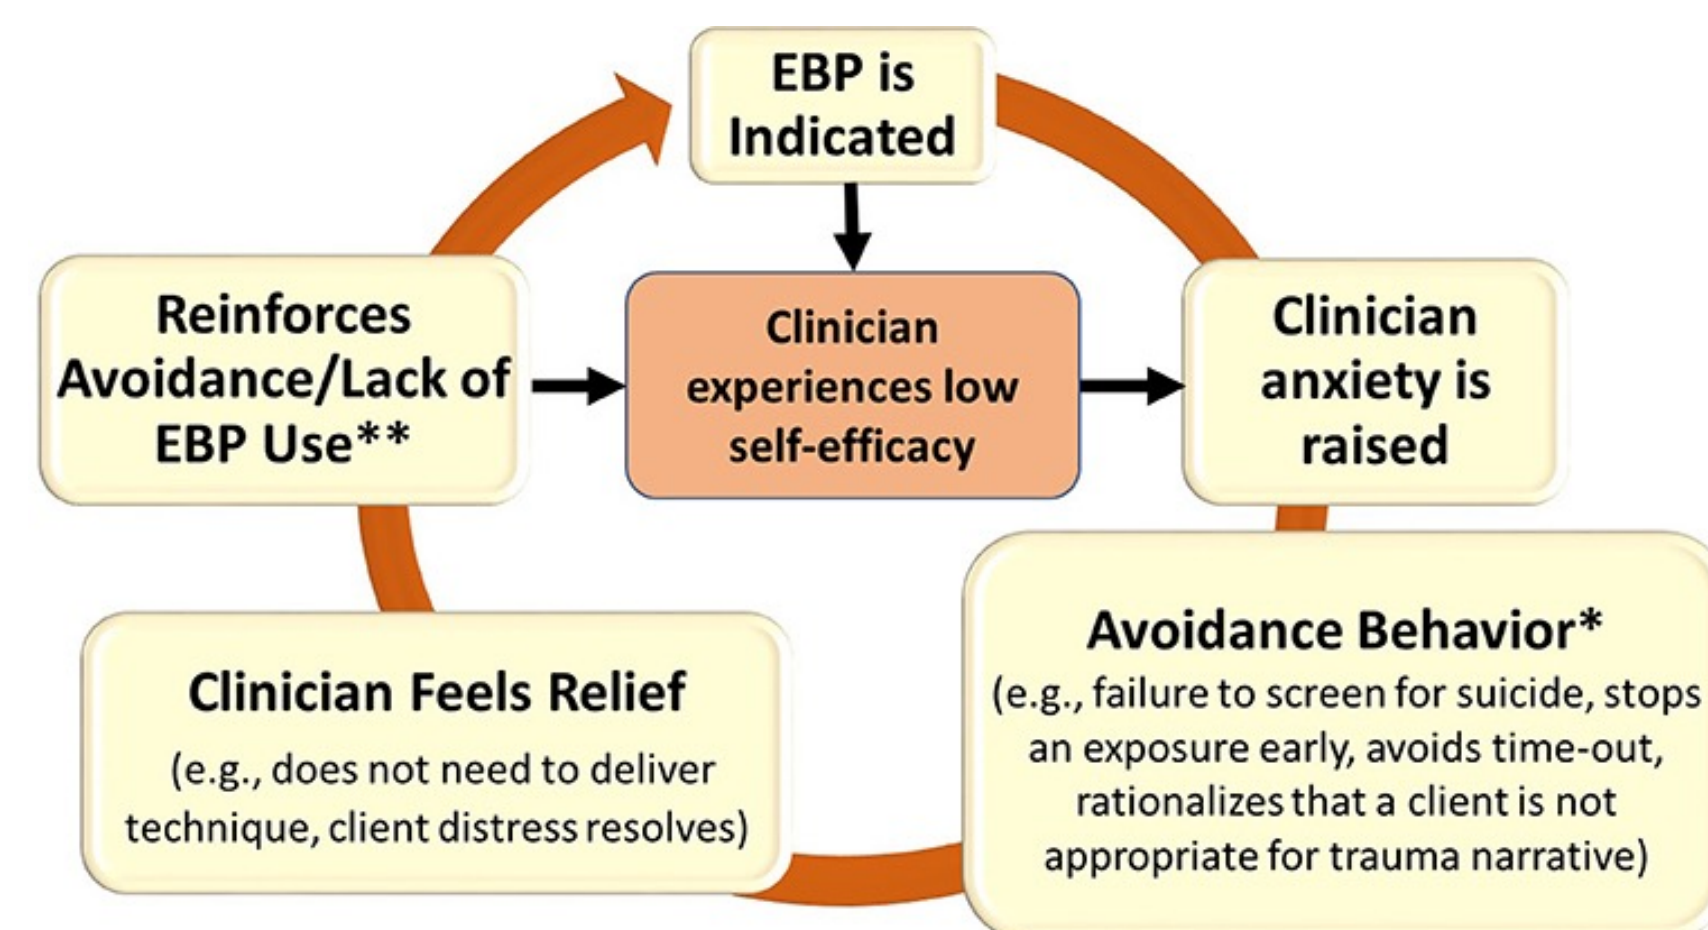 EBP is
Indicated
Reinforces
Avoidance/Lack of
EBP Use**
Clinician
experiences low
self-efficacy
Clinician
anxiety is
raised
Avoidance Behavior*
(e.g., failure to screen for suicide, stops
an exposure early, avoids time-out,
rationalizes that a client is not
appropriate for trauma narrative)
Clinician Feels Relief
(e.g., does not need to deliver
technique, client distress resolves)